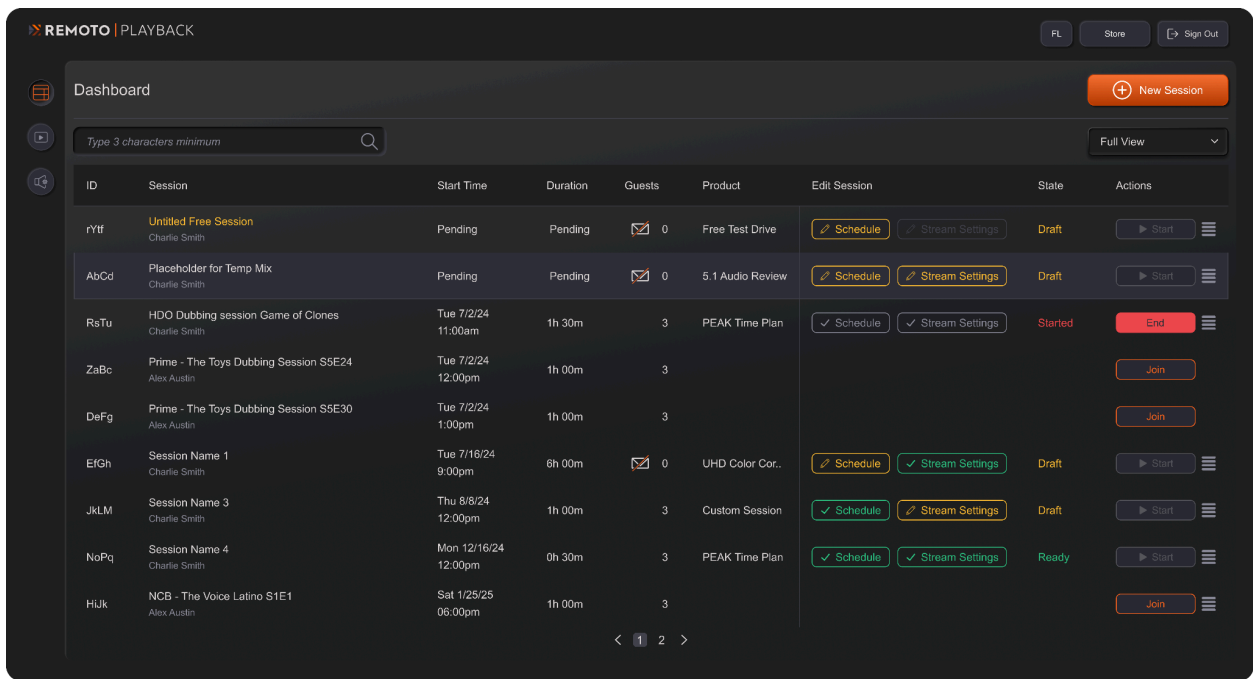 REMOTO | PLAYBACK
FL
Store
Sign Out
Dashboard
New Session
Type 3 characters minimum
Full View
ID Session Start Time Duration Guests Product Edit Session State Actions
rYtf Untitled Free Session Pending Pending 0 Free Test Drive Schedule Stream Settings Draft Start
Charlie Smith
AbCd Placeholder for Temp Mix Pending Pending 0 5.1 Audio Review Schedule Stream Settings Draft Start
Charlie Smith
RsTu HDO Dubbing session Game of Clones Tue 7/2/24 1h 30m 3 PEAK Time Plan Schedule Stream Settings Started End
Charlie Smith 11:00am
ZaBc Prime - The Toys Dubbing Session S5E24 Tue 7/2/24 1h 00m 3 Join
Alex Austin 12:00pm
DeFg Prime - The Toys Dubbing Session S5E30 Tue 7/2/24 1h 00m 3 Join
Alex Austin 1:00pm
EfGh Session Name 1 Tue 7/16/24 6h 00m 0 UHD Color Cor.. Schedule Stream Settings Draft Start
Charlie Smith 9:00pm
JkLM Session Name 3 Thu 8/8/24 1h 00m 3 Custom Session Schedule Stream Settings Draft Start
Charlie Smith 12:00pm
NoPq Session Name 4 Mon 12/16/24 0h 30m 3 PEAK Time Plan Schedule Stream Settings Ready Start
Charlie Smith 12:00pm
HiJk NCB - The Voice Latino S1E1 Sat 1/25/25 1h 00m 3 Join
Alex Austin 06:00pm
< 1 2 >